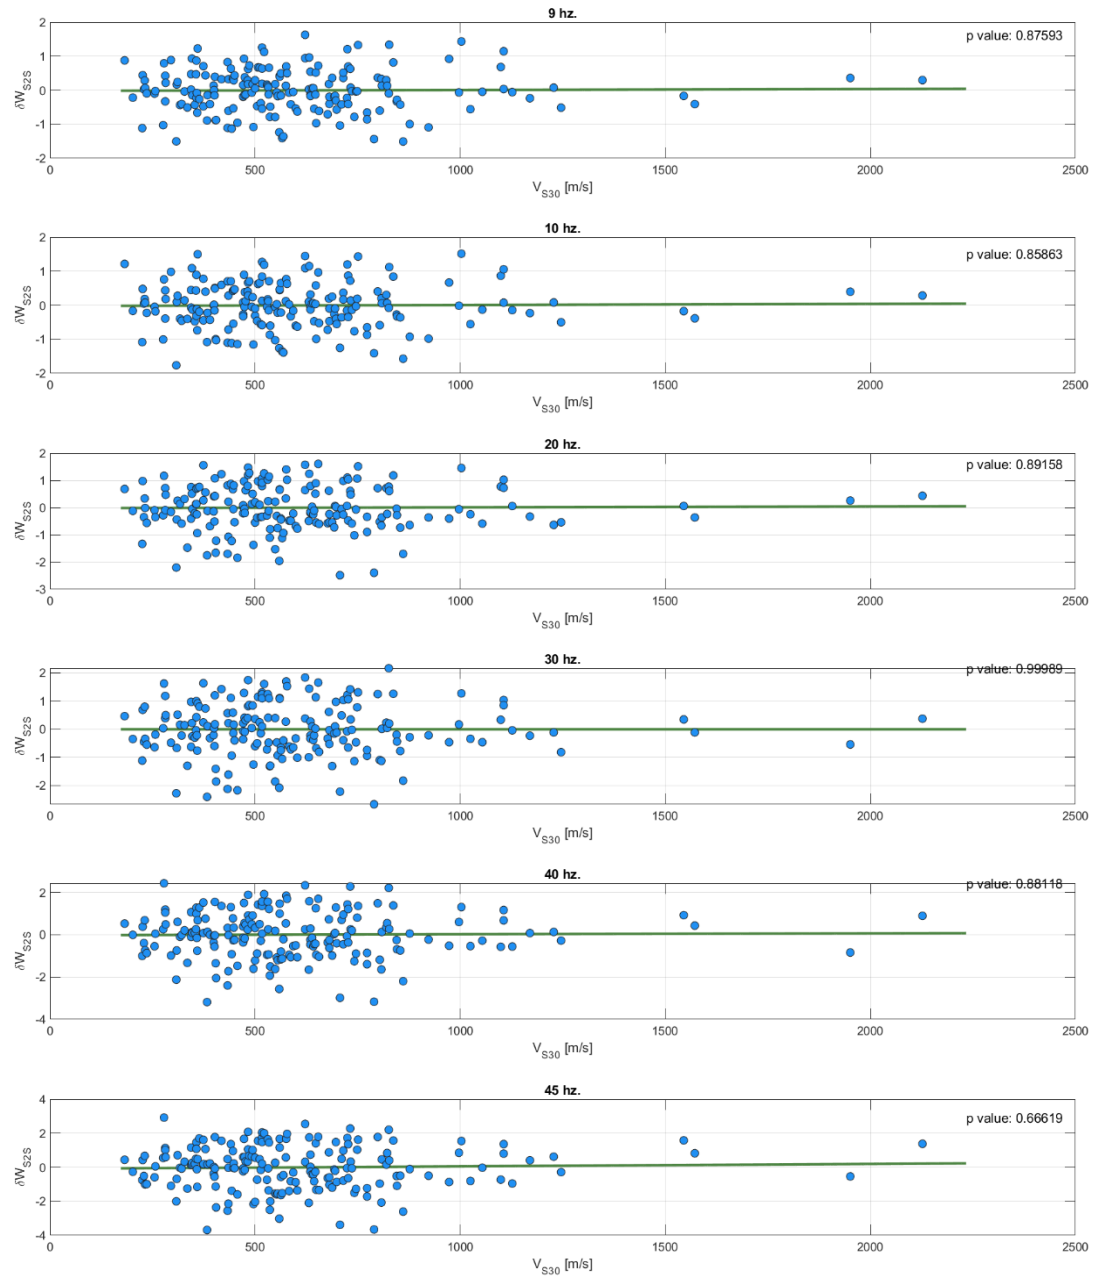 9 hz.
p value: 0.87593
2
1
0
-1
-2
δW_S2S
0 500 1000 1500 2000 2500
V_S30 [m/s]
10 hz.
p value: 0.85863
2
1
0
-1
-2
δW_S2S
0 500 1000 1500 2000 2500
V_S30 [m/s]
20 hz.
p value: 0.89158
2
1
0
-1
-2
-3
δW_S2S
0 500 1000 1500 2000 2500
V_S30 [m/s]
30 hz.
p value: 0.99989
2
1
0
-1
-2
δW_S2S
0 500 1000 1500 2000 2500
V_S30 [m/s]
40 hz.
p value: 0.88118
2
0
-2
-4
δW_S2S
0 500 1000 1500 2000 2500
V_S30 [m/s]
45 hz.
p value: 0.66619
4
2
0
-2
-4
δW_S2S
0 500 1000 1500 2000 2500
V_S30 [m/s]